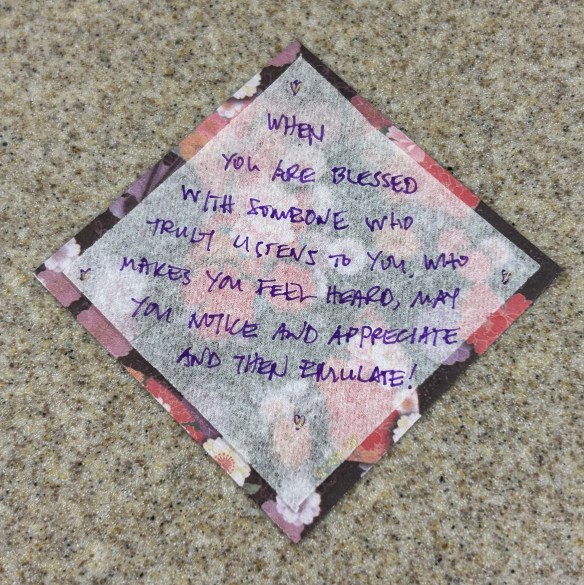 WHEN
YOU ARE BLESSED
WITH SOMEONE WHO
TRULY LISTENS TO YOU, WHO
MAKES YOU FEEL HEARD, MAY
YOU NOTICE AND APPRECIATE
AND THEN EMULATE!